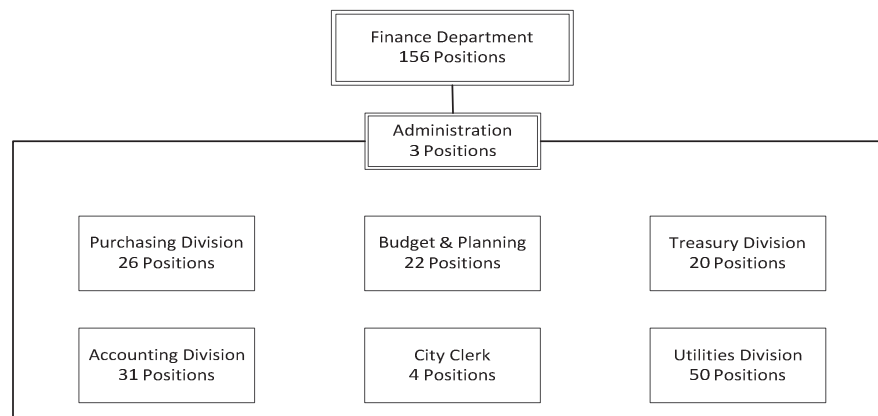 Finance Department
156 Positions
Administration
3 Positions
Purchasing Division
26 Positions
Budget & Planning
22 Positions
Treasury Division
20 Positions
Accounting Division
31 Positions
City Clerk
4 Positions
Utilities Division
50 Positions